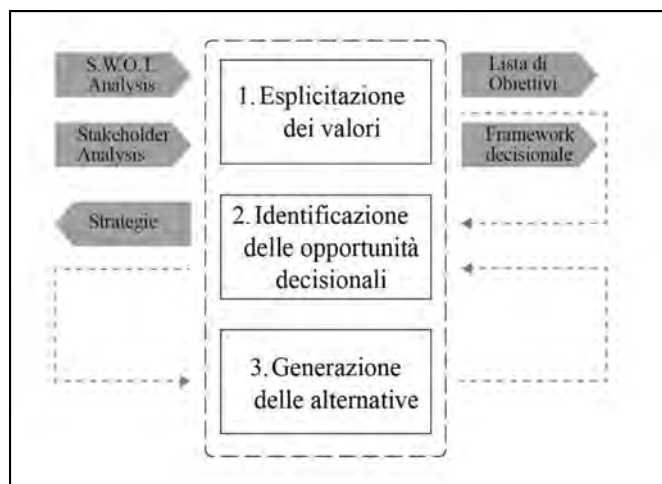 S.W.O.T.
Analysis
Stakeholder
Analysis
Strategie
1. Esplicitazione
dei valori
2. Identificazione
delle opportunità
decisionali
3. Generazione
delle alternative
Lista di
Obiettivi
Framework
decisionale